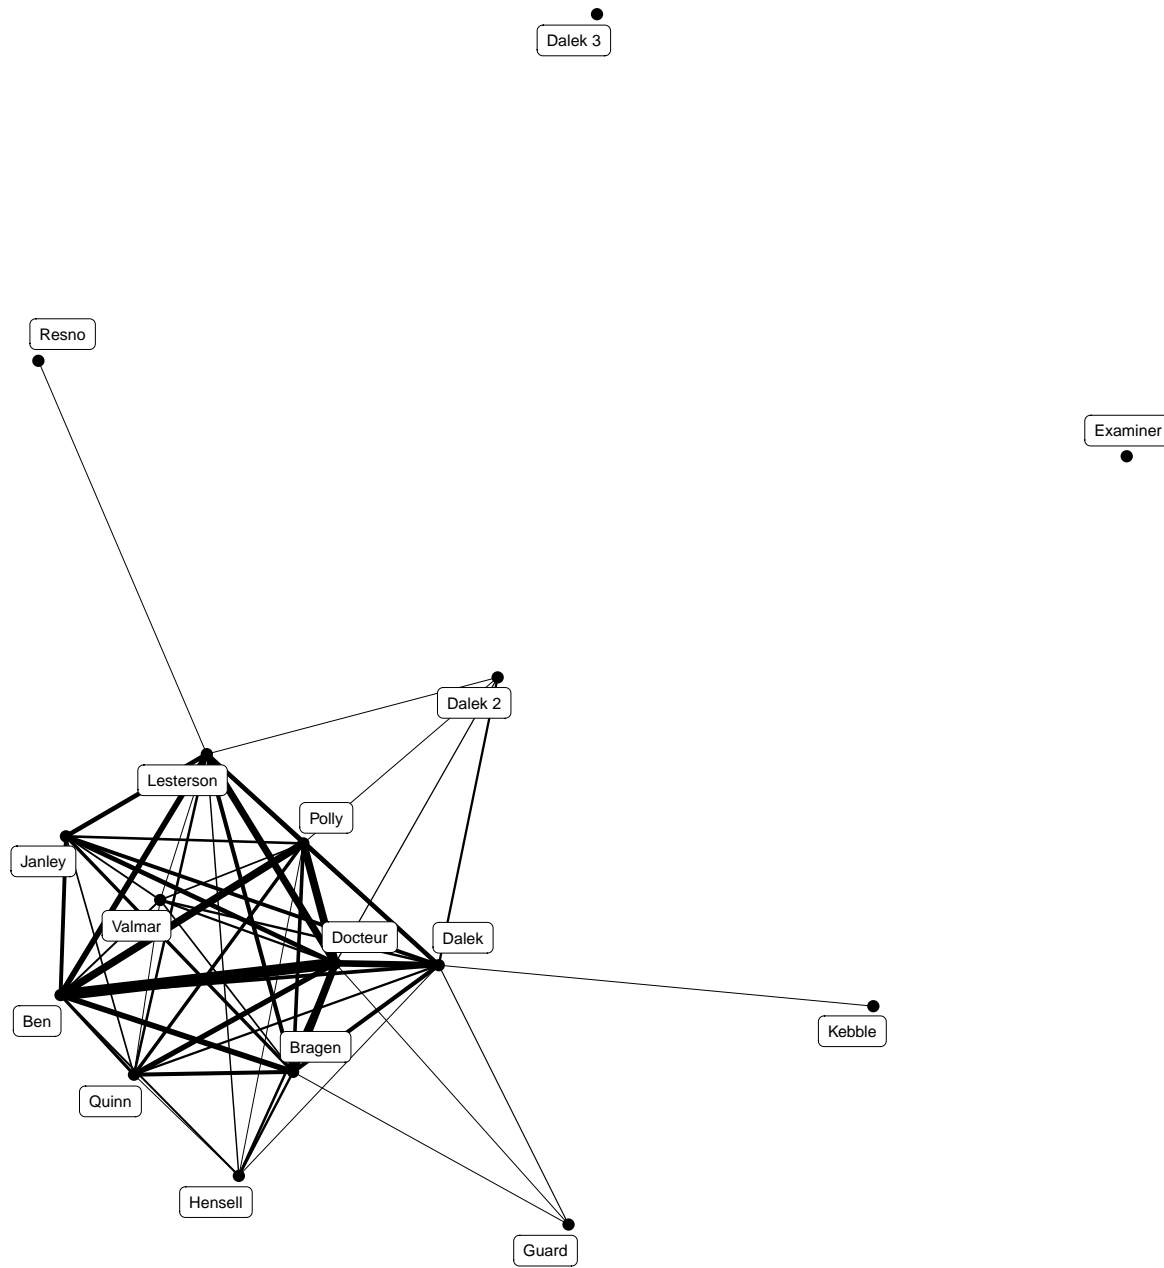 Dalek 3
Resno
Examiner
Dalek 2
Lesterson
Polly
Janley
Valmar
Docteur
Dalek
Ben
Kebble
Bragen
Quinn
Hensell
Guard